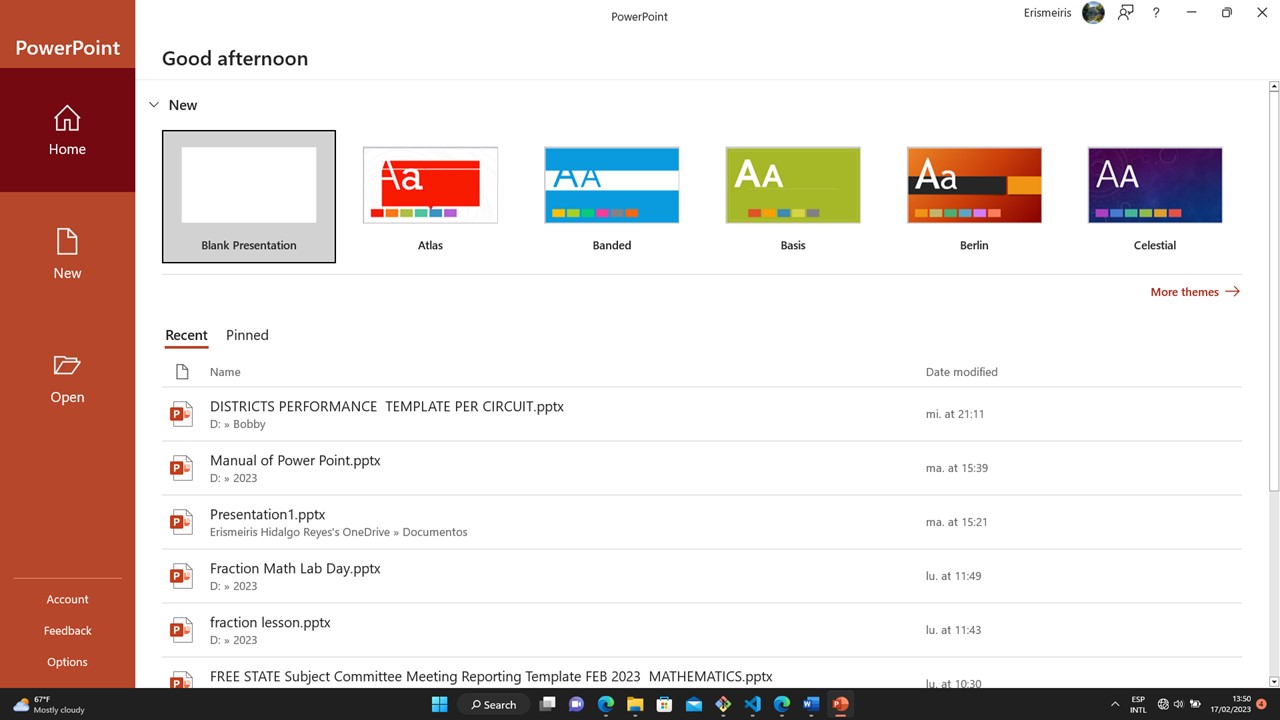 PowerPoint
Erismeiris
?
PowerPoint
Good afternoon
Home
New
Open
Account
Feedback
Options
New
Blank Presentation
Aa
Atlas
AA
Banded
AA
Basis
Aa
Berlin
AA
Celestial
More themes
Recent
Pinned
Name
Date modified
DISTRICTS PERFORMANCE  TEMPLATE PER CIRCUIT.pptx
D: » Bobby
mi. at 21:11
Manual of Power Point.pptx
D: » 2023
ma. at 15:39
Presentation1.pptx
Erismeiris Hidalgo Reyes's OneDrive » Documentos
ma. at 15:21
Fraction Math Lab Day.pptx
D: » 2023
lu. at 11:49
fraction lesson.pptx
D: » 2023
lu. at 11:43
FREE STATE Subject Committee Meeting Reporting Template FEB 2023  MATHEMATICS.pptx
lu. at 10:30
67°F
Mostly cloudy
Search
ESP
INTL
13:50
17/02/2023
4